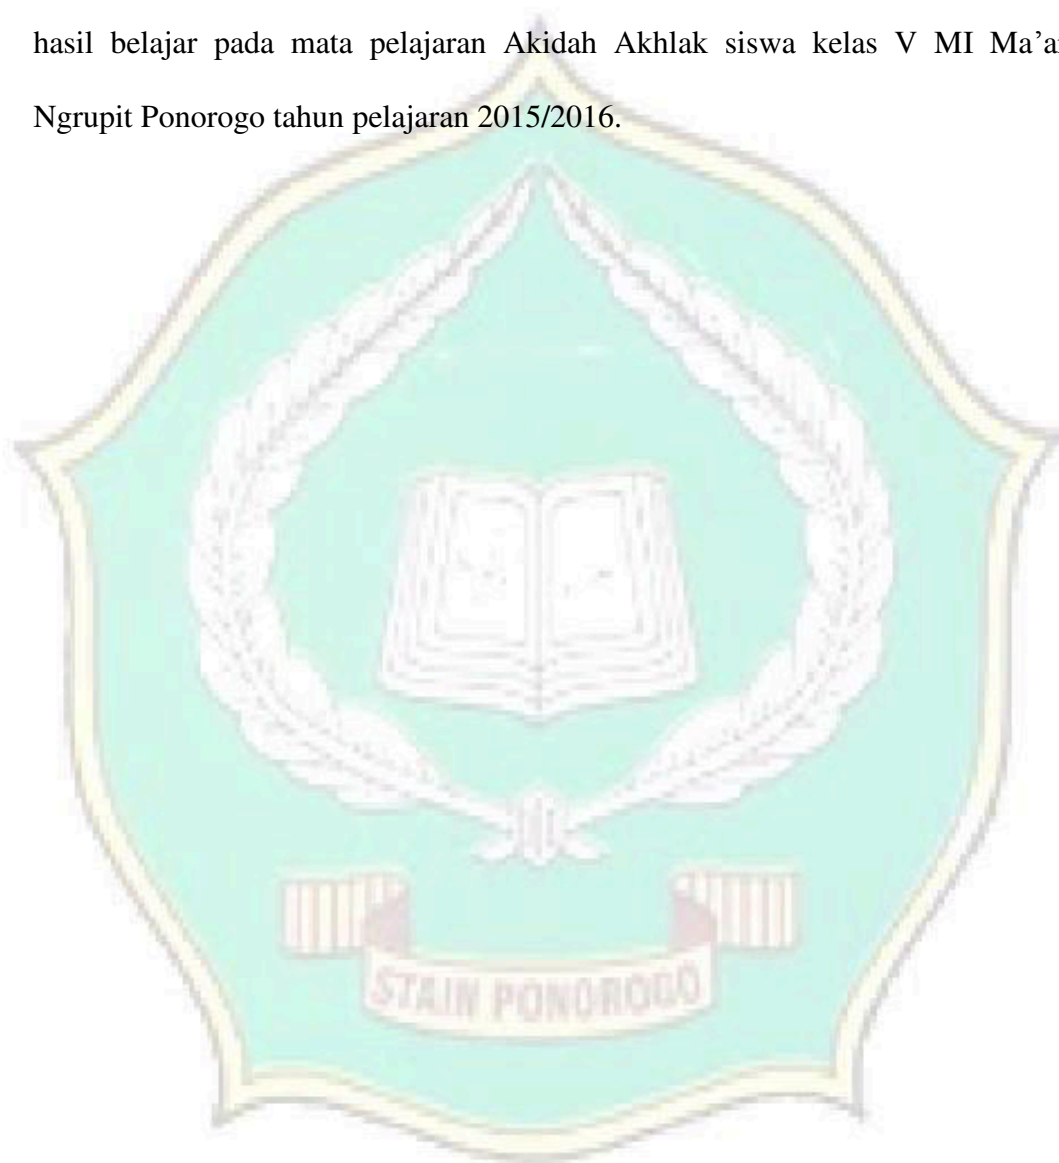 hasil belajar pada mata pelajaran Akidah Akhlak siswa kelas V MI
Ngrupit Ponorogo tahun pelajaran 2015/2016.
STAIN PONOROGO